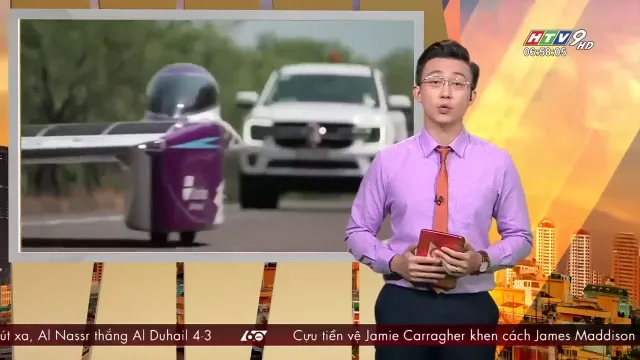 HTV9 HD
06:58:05
út xa, Al Nassr thắng Al Duhail 4-3 60 Cựu tiền vệ Jamie Carragher khen cách James Maddison